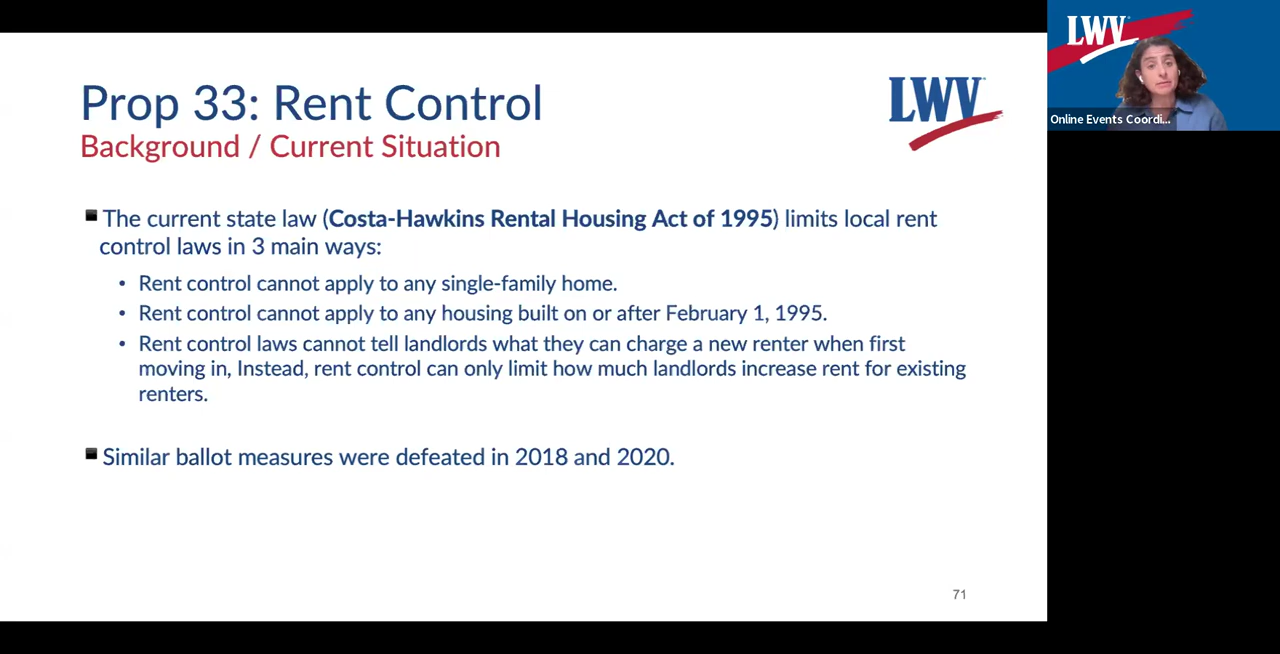 Prop 33: Rent Control
LWV
Background / Current Situation
The current state law (Costa-Hawkins Rental Housing Act of 1995) limits local rent
control laws in 3 main ways:
• Rent control cannot apply to any single-family home.
• Rent control cannot apply to any housing built on or after February 1, 1995.
• Rent control laws cannot tell landlords what they can charge a new renter when first
moving in, Instead, rent control can only limit how much landlords increase rent for existing
renters.
Similar ballot measures were defeated in 2018 and 2020.
71
LWV
Online Events Coordi...